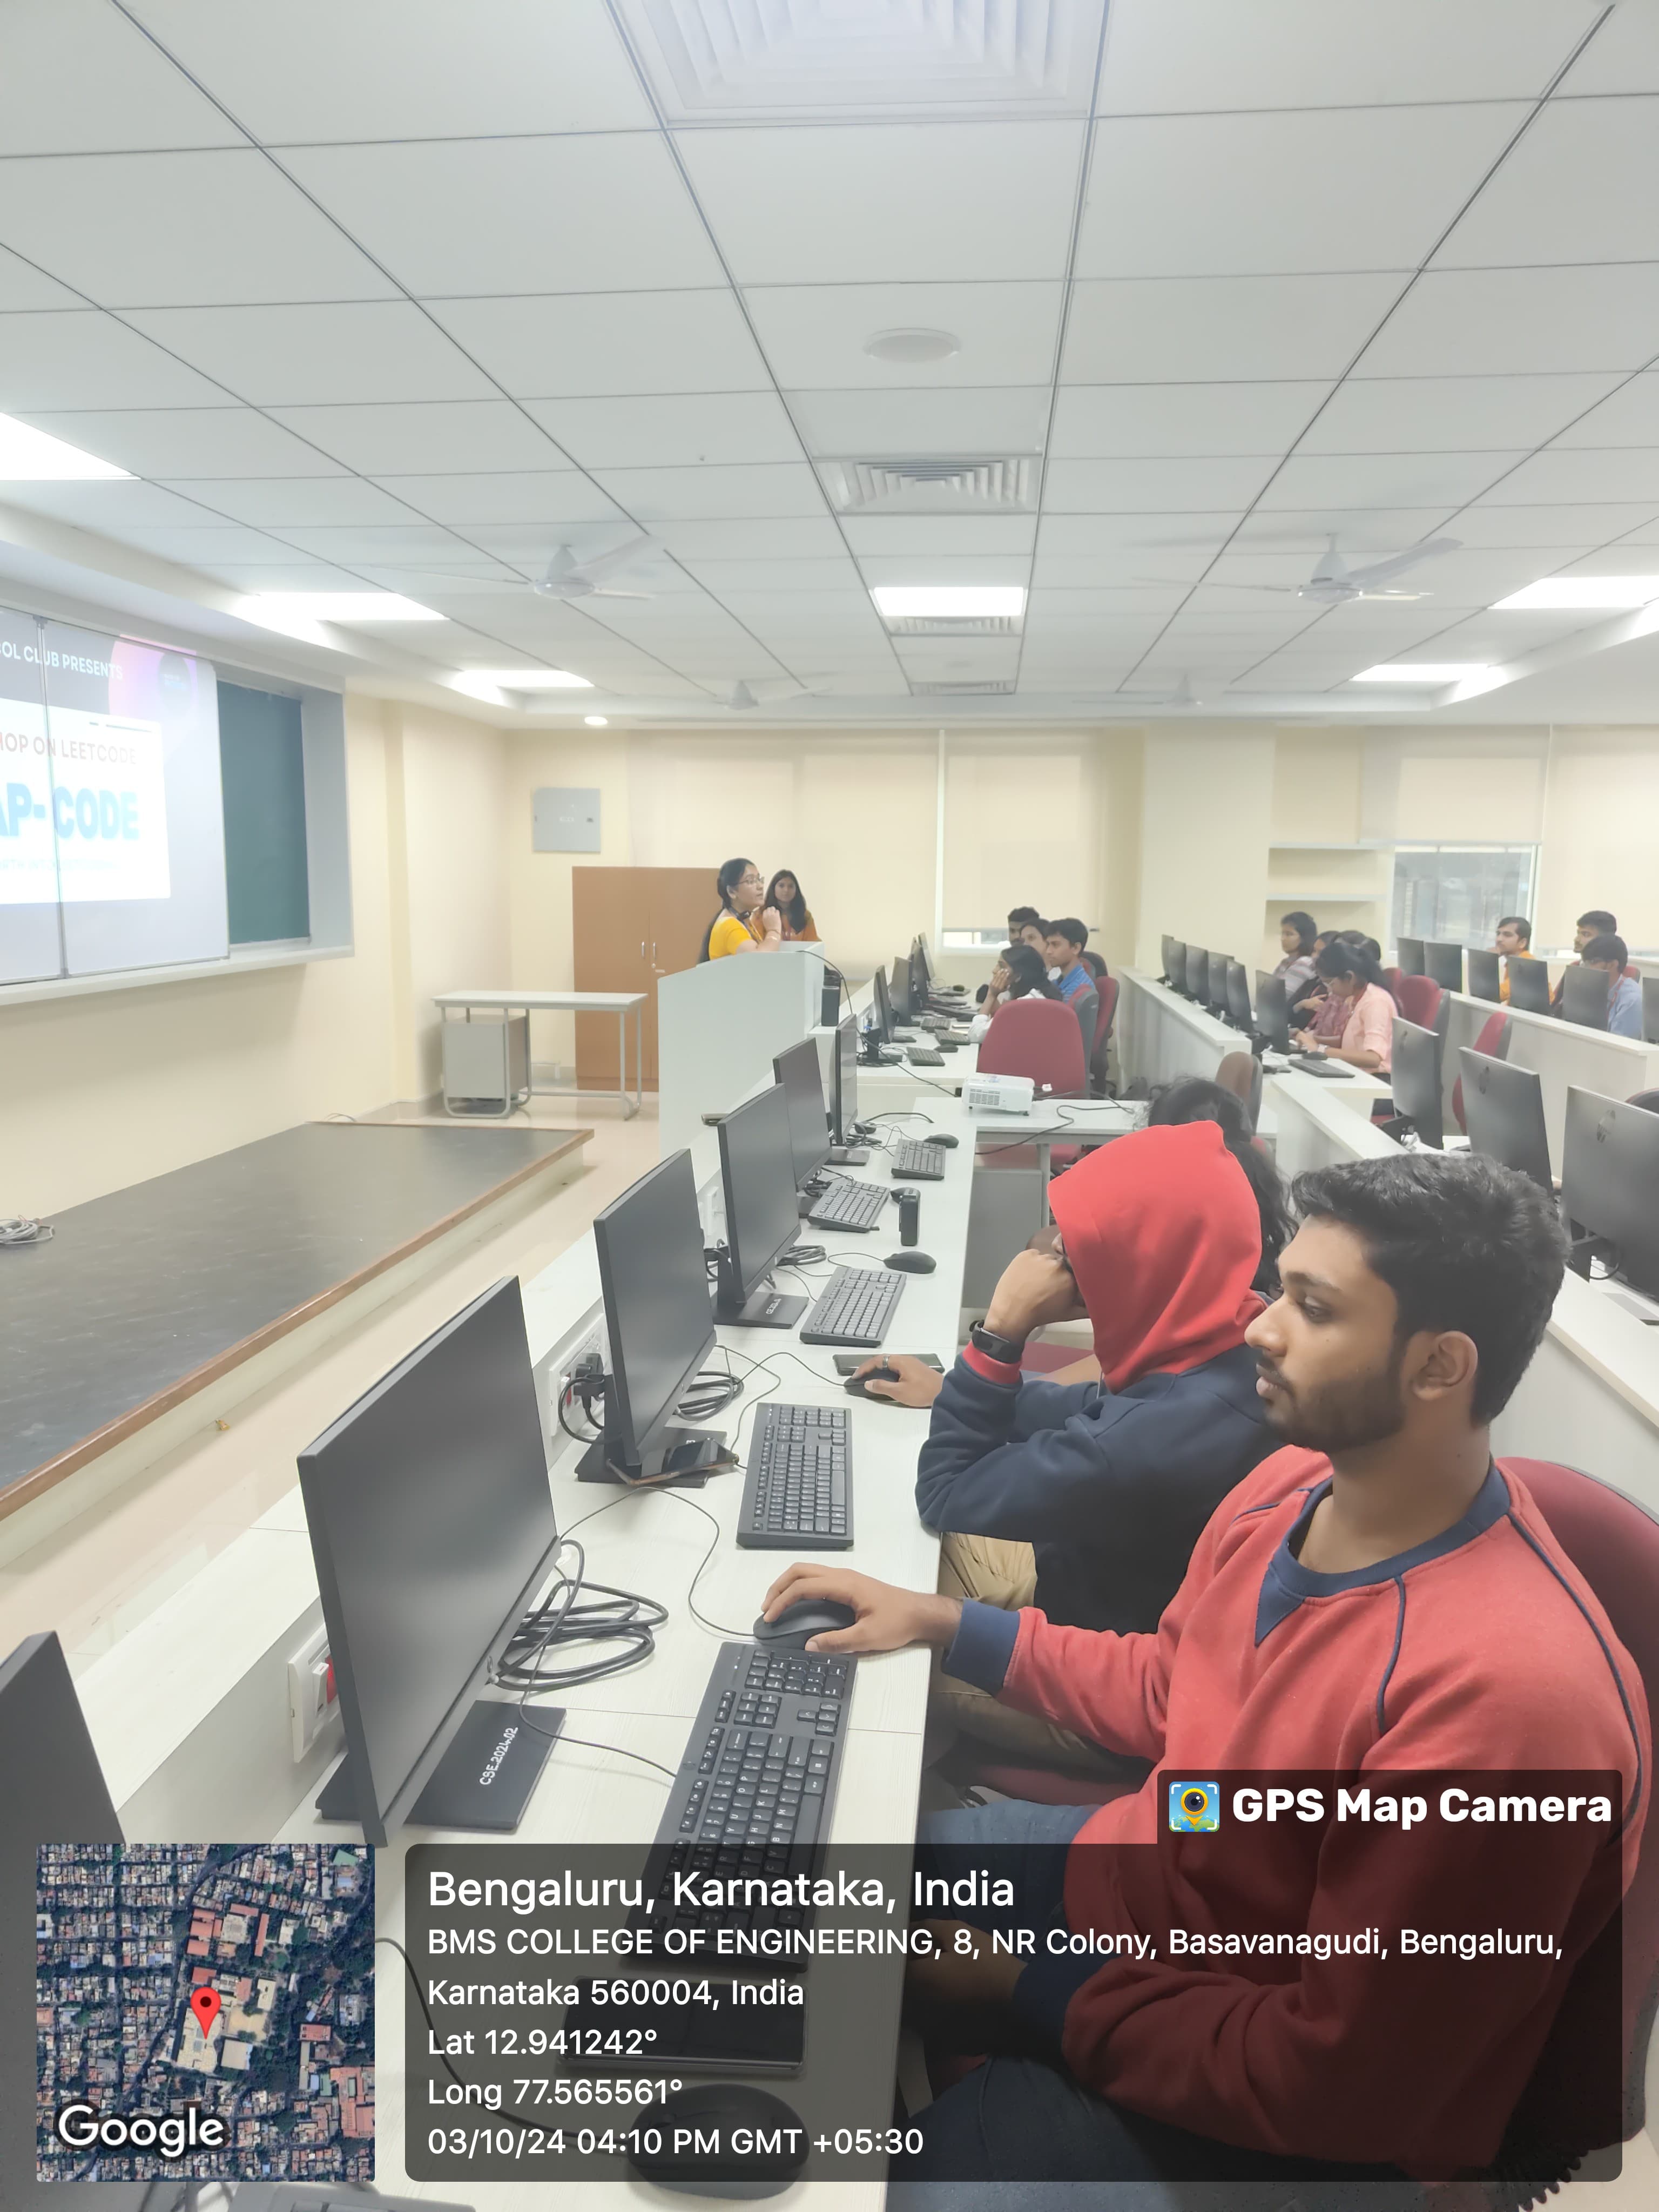 OL CLUB PRESENTS
HOP ON LEETCODE
AP-CODE
CSE.2024.02
GPS Map Camera
Bengaluru, Karnataka, India
BMS COLLEGE OF ENGINEERING, 8, NR Colony, Basavanagudi, Bengaluru,
Karnataka 560004, India
Lat 12.941242°
Long 77.565561°
03/10/24 04:10 PM GMT +05:30
Google